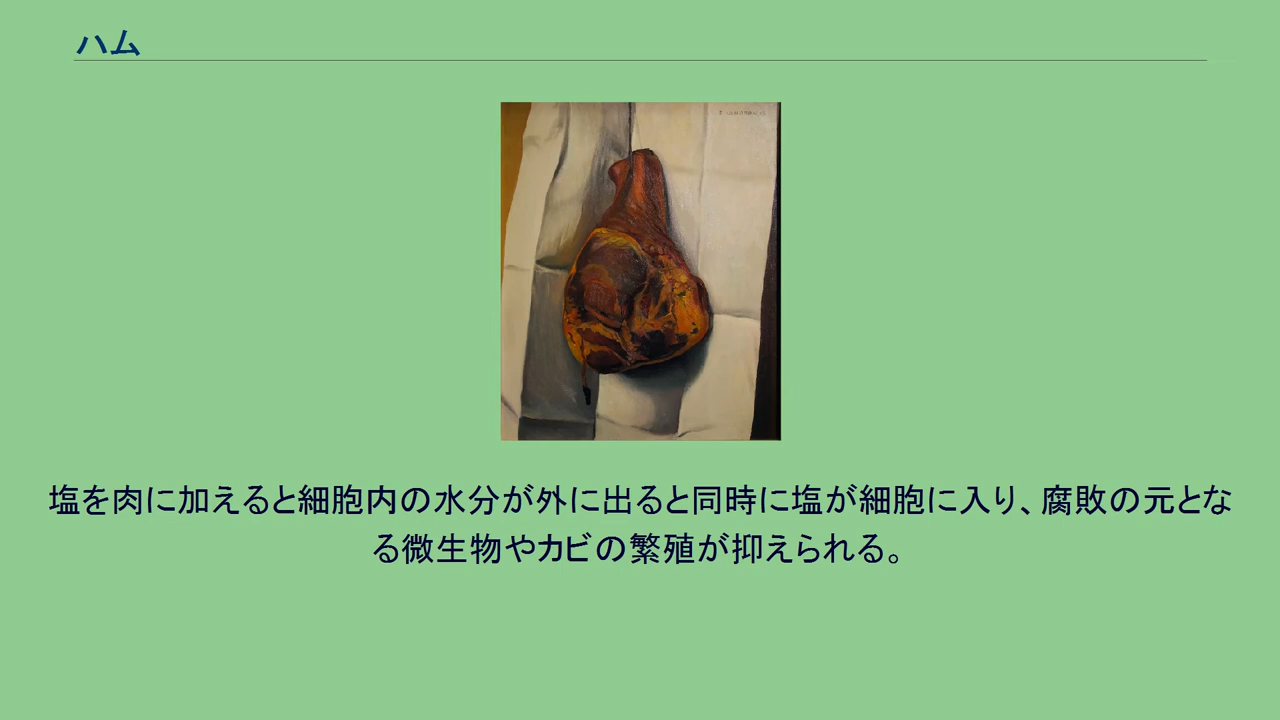 ハム
塩を肉に加えると細胞内の水分が外に出ると同時に塩が細胞に入り、腐敗の元とな
る微生物やカビの繁殖が抑えられる。